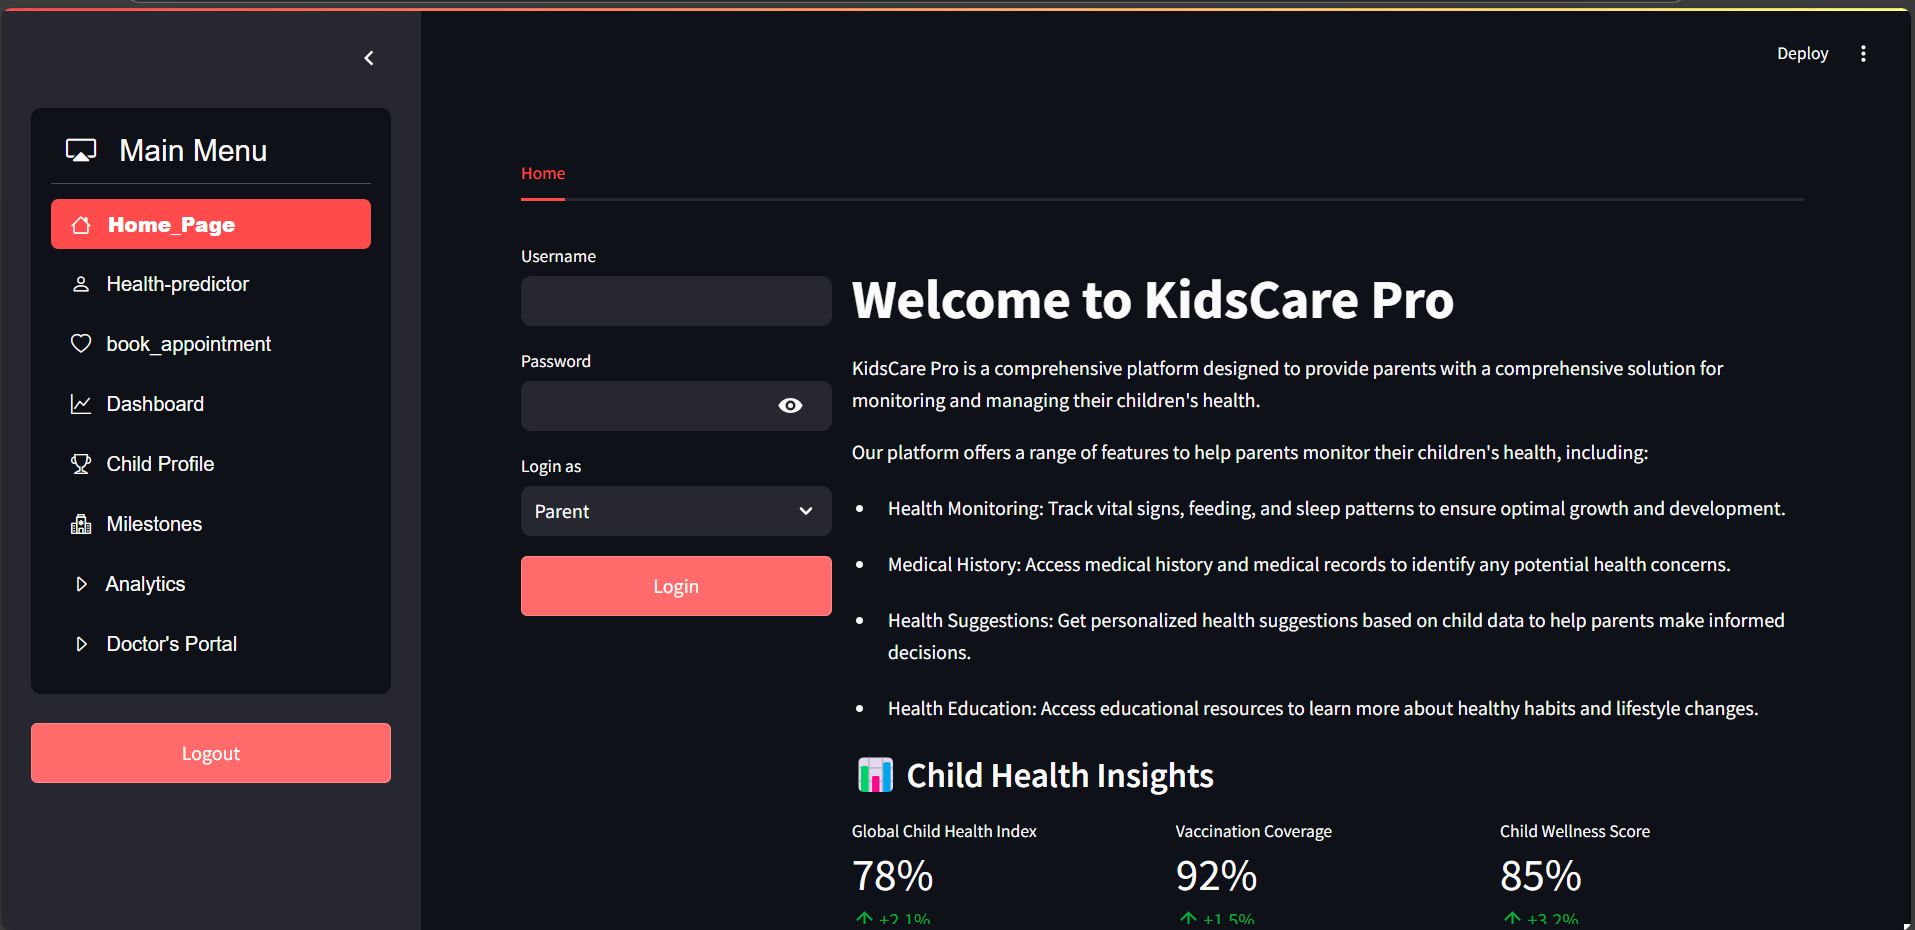 Deploy
Main Menu
Home_Page
Health-predictor
book_appointment
Dashboard
Child Profile
Milestones
Analytics
Doctor's Portal
Logout
Home
Username
Password
Login as
Parent
Login
Welcome to KidsCare Pro
KidsCare Pro is a comprehensive platform designed to provide parents with a comprehensive solution for
monitoring and managing their children's health.
Our platform offers a range of features to help parents monitor their children's health, including:
• Health Monitoring: Track vital signs, feeding, and sleep patterns to ensure optimal growth and development.
• Medical History: Access medical history and medical records to identify any potential health concerns.
• Health Suggestions: Get personalized health suggestions based on child data to help parents make informed
decisions.
• Health Education: Access educational resources to learn more about healthy habits and lifestyle changes.
Child Health Insights
Global Child Health Index
78%
+2.1%
Vaccination Coverage
92%
+1.5%
Child Wellness Score
85%
+3.2%